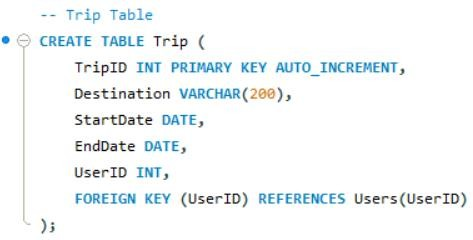 -- Trip Table
CREATE TABLE Trip (
TripID INT PRIMARY KEY AUTO_INCREMENT,
Destination VARCHAR(200),
StartDate DATE,
EndDate DATE,
UserID INT,
FOREIGN KEY (UserID) REFERENCES Users(UserID)
);